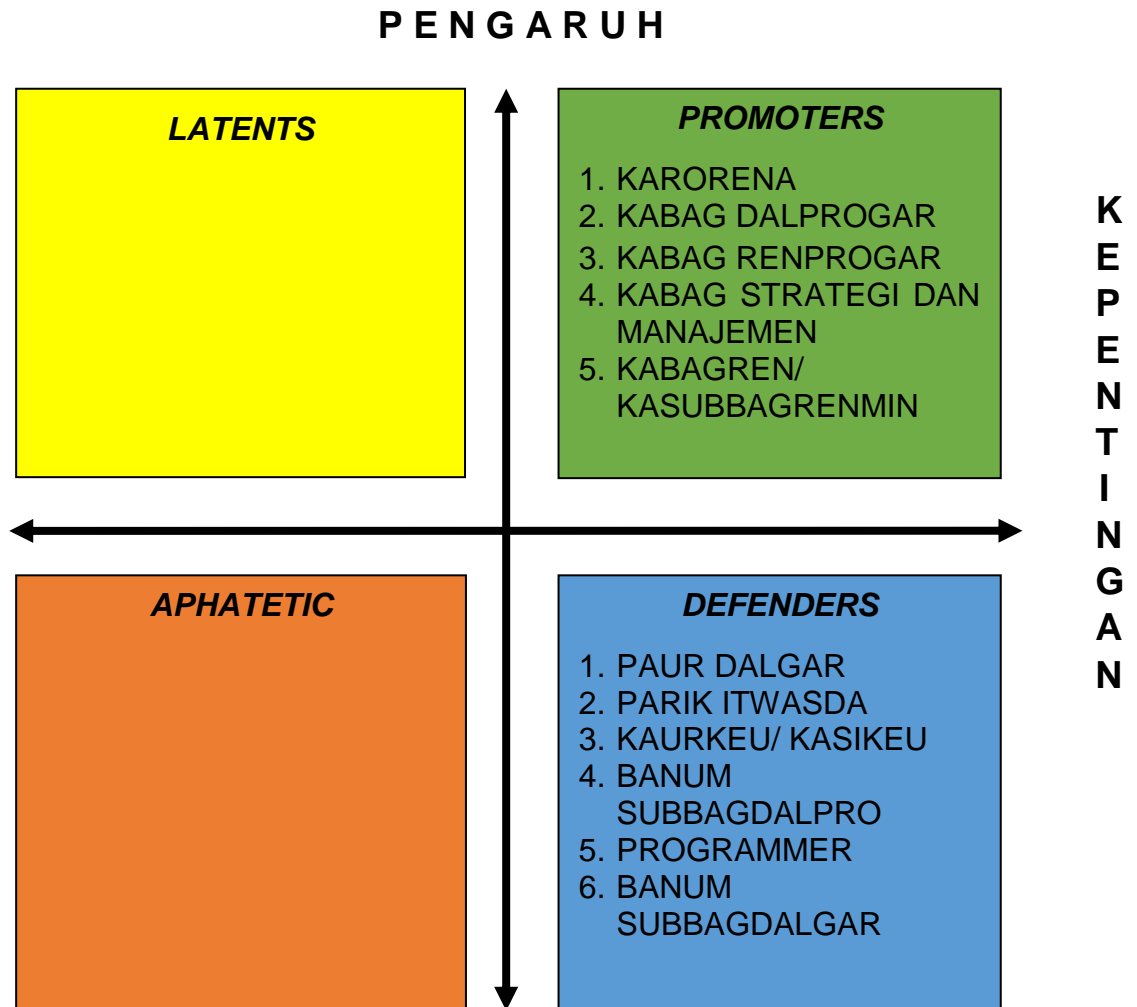 P E N G A R U H
LATENTS
PROMOTERS
1. KARORENA
2. KABAG DALPROGAR
3. KABAG RENPROGAR
4. KABAG STRATEGI DAN
MANAJEMEN
5. KABAGREN/
KASUBBAGRENMIN
K
E
P
E
N
T
I
N
G
A
N
APHATETIC
DEFENDERS
1. PAUR DALGAR
2. PARIK ITWASDA
3. KAURKEU/ KASIKEU
4. BANUM
SUBBAGDALPRO
5. PROGRAMMER
6. BANUM
SUBBAGDALGAR